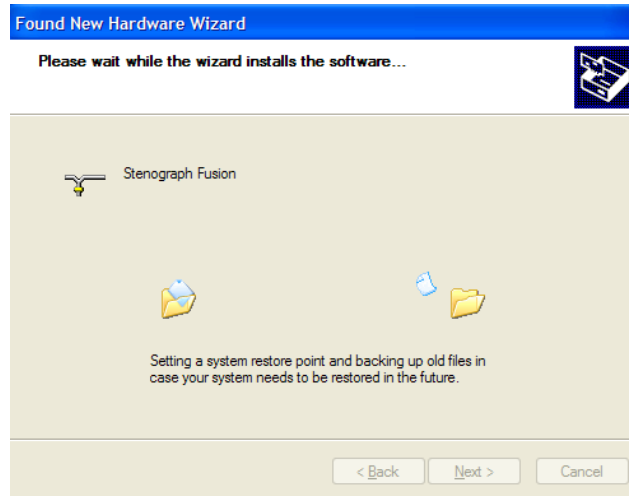 Found New Hardware Wizard
Please wait while the wizard installs the software...
Stenograph Fusion
Setting a system restore point and backing up old files in
case your system needs to be restored in the future.
< Back
Next >
Cancel